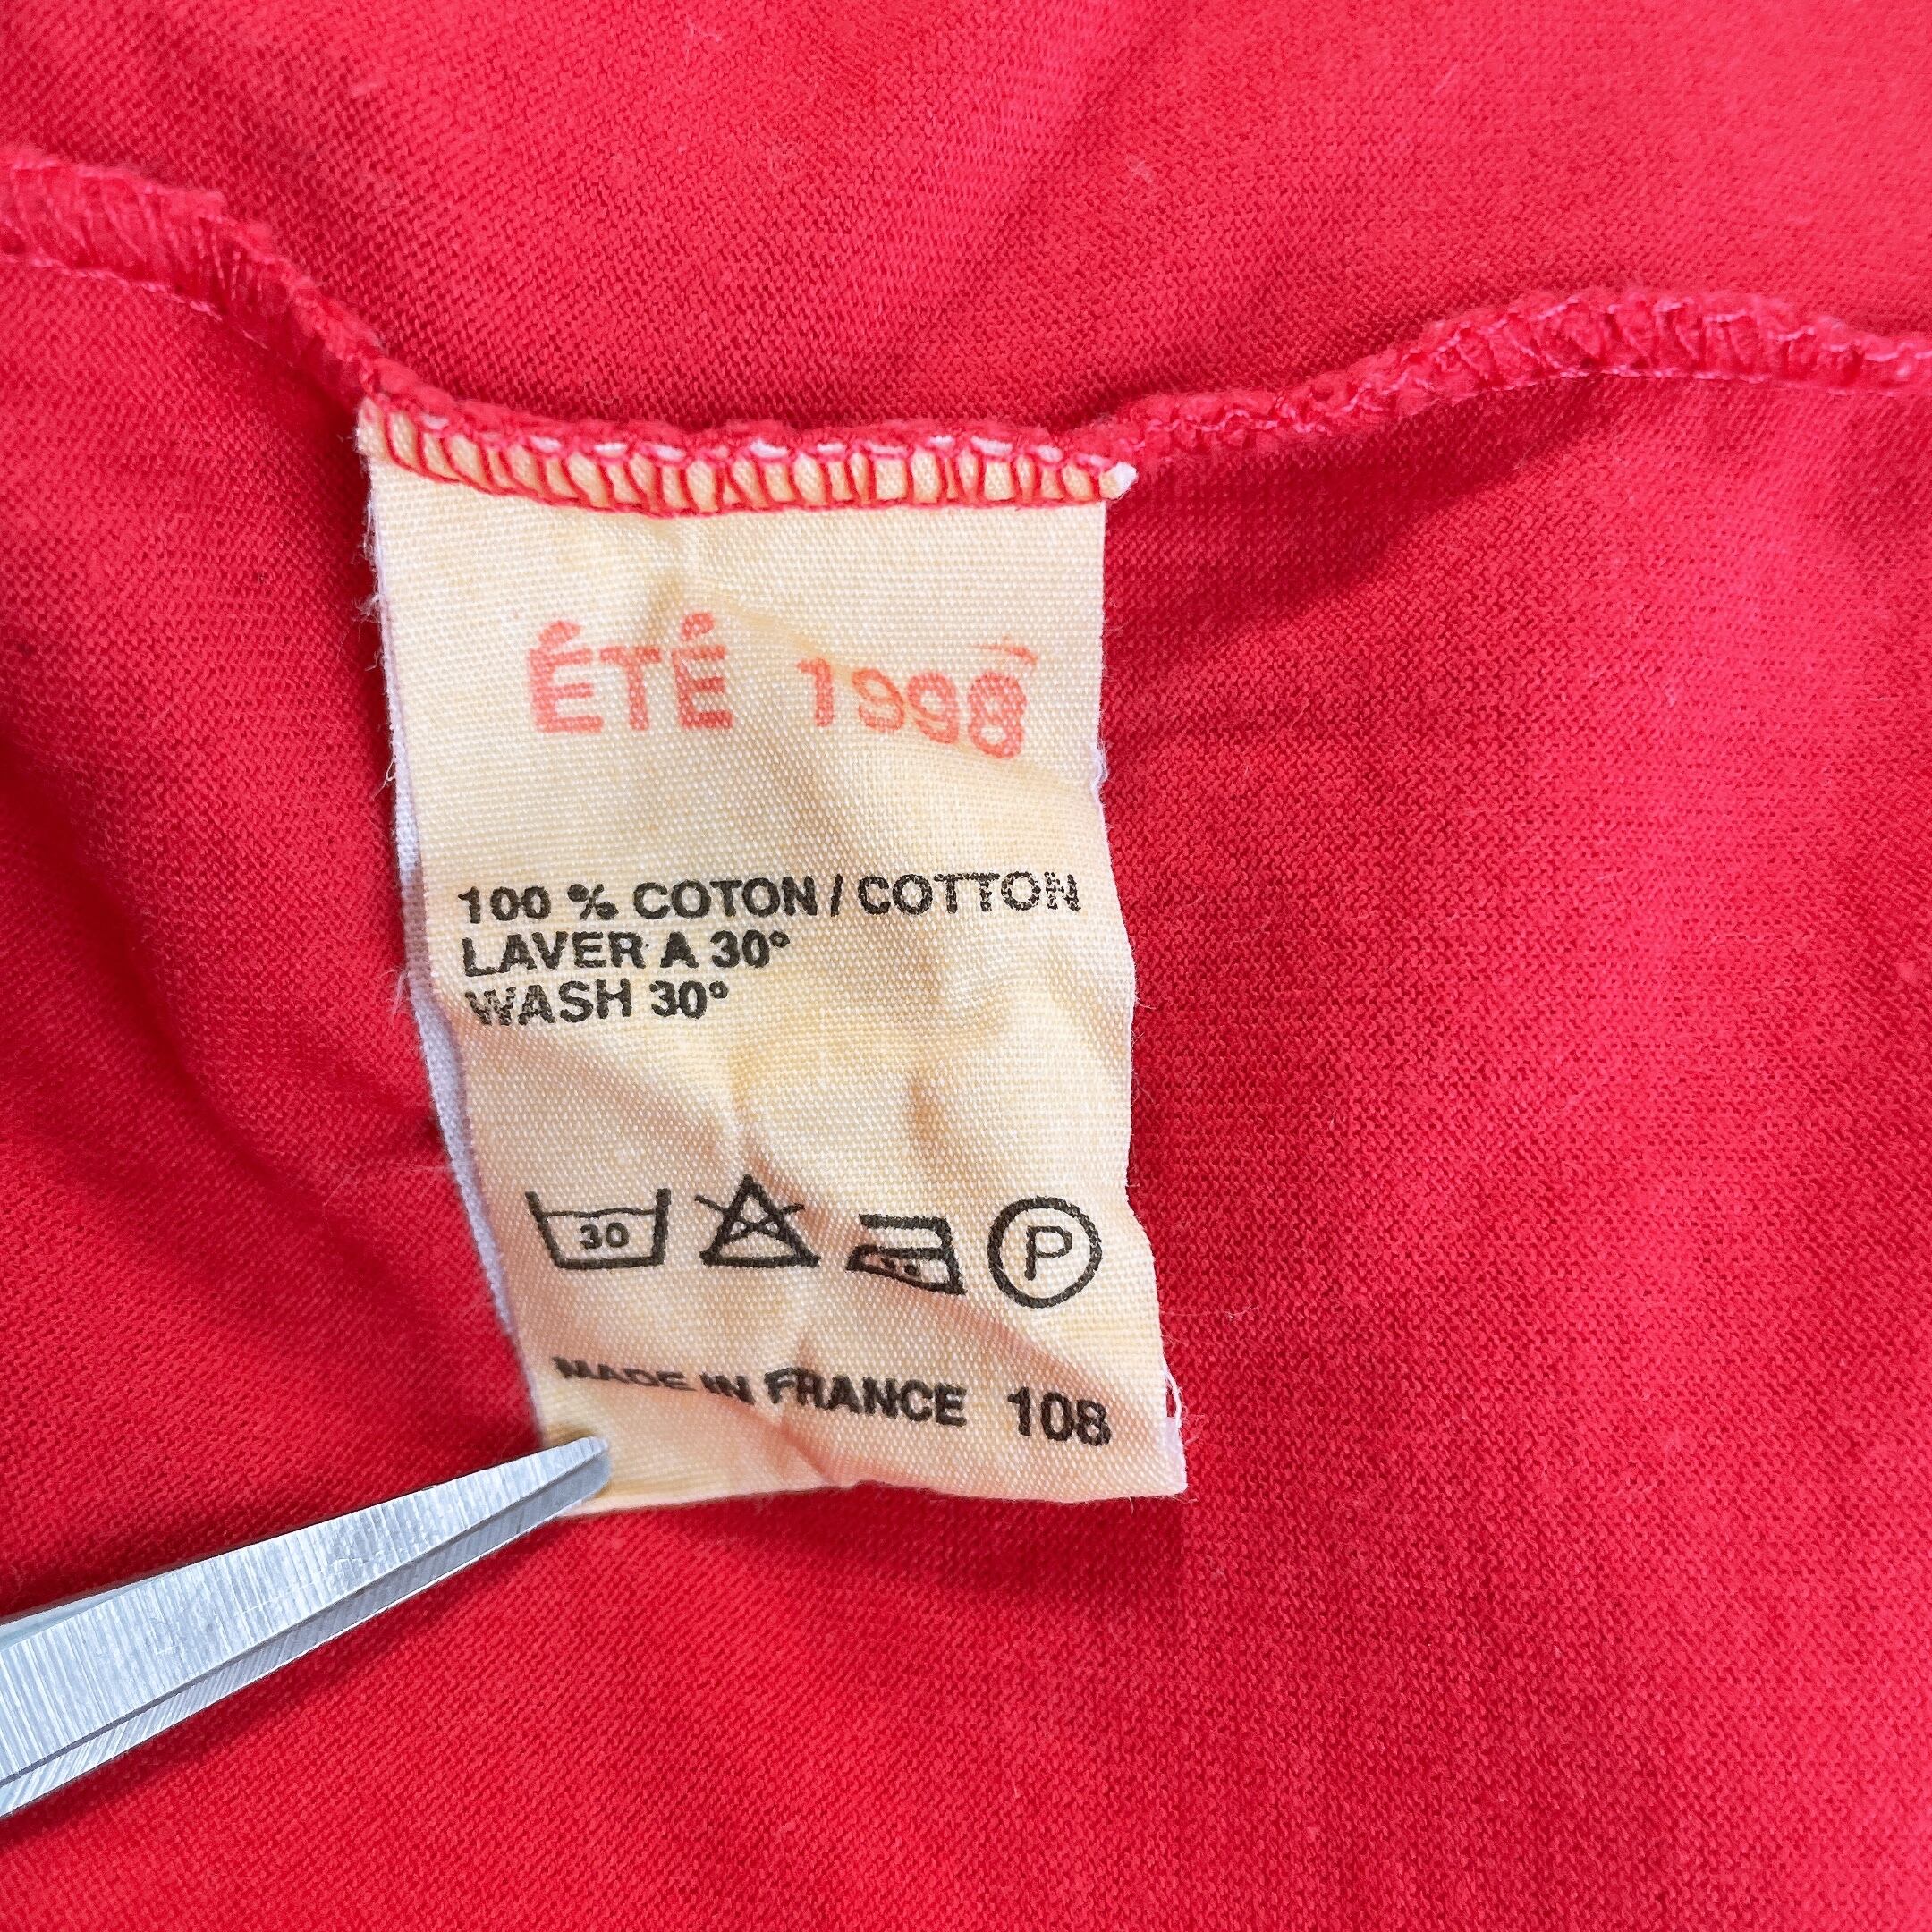 ÉTÉ 1998
100 % COTON / COTTON
LAVER A 30°
WASH 30°
30
P
MADE IN FRANCE 108